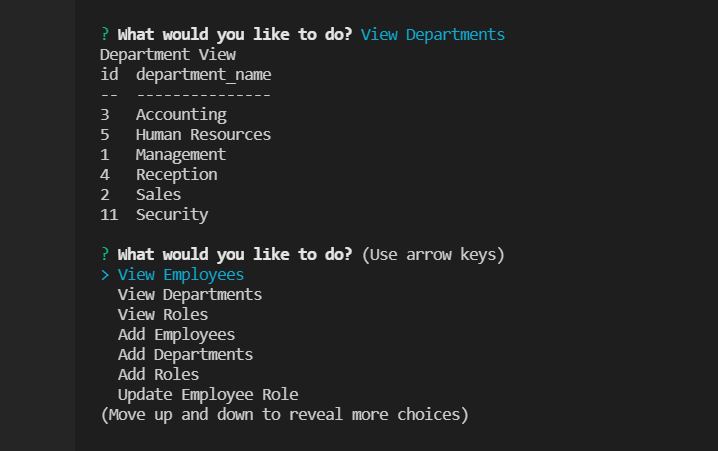 ? What would you like to do? View Departments
Department View
id  department_name
--  ---------------
3   Accounting
5   Human Resources
1   Management
4   Reception
2   Sales
11  Security
? What would you like to do? (Use arrow keys)
> View Employees
  View Departments
  View Roles
  Add Employees
  Add Departments
  Add Roles
  Update Employee Role
(Move up and down to reveal more choices)